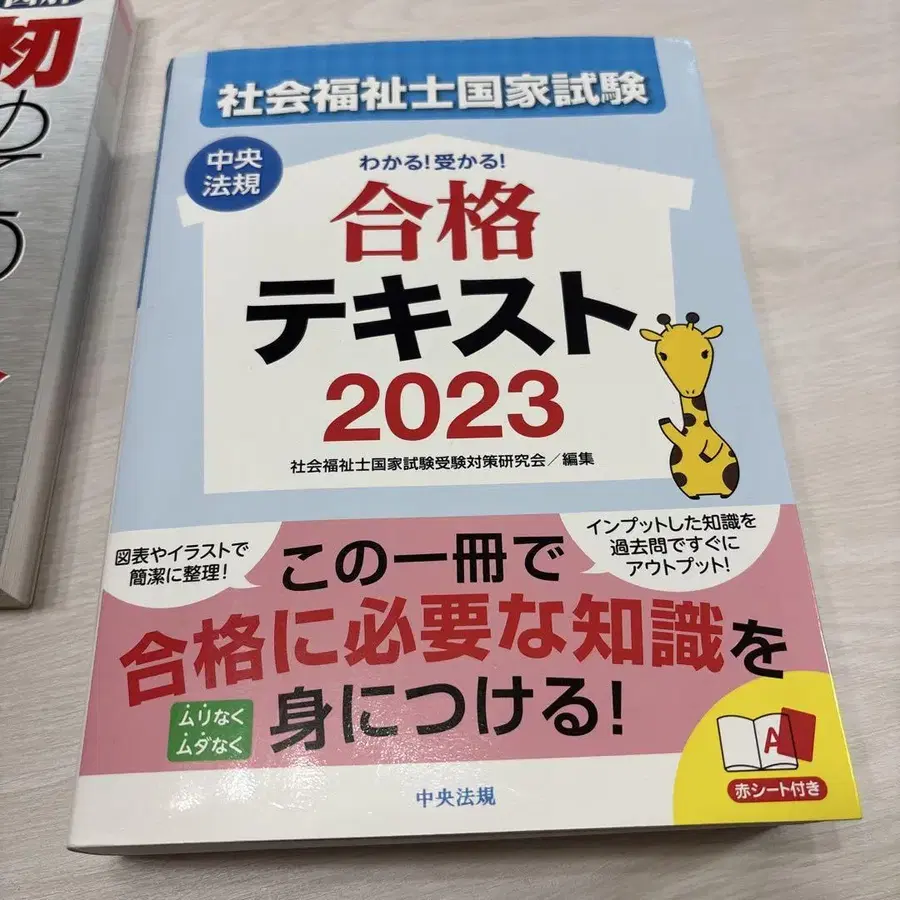 初
めて
社会福祉士国家試験
中央
法規
わかる!受かる!
合格
テキスト
2023
社会福祉士国家試験受験対策研究会/編集
図表やイラストで
簡潔に整理!
インプットした知識を
過去問ですぐに
アウトプット!
この一冊で
合格に必要な知識を
ムリなく
ムダなく
身につける!
A
赤シート付き
中央法規